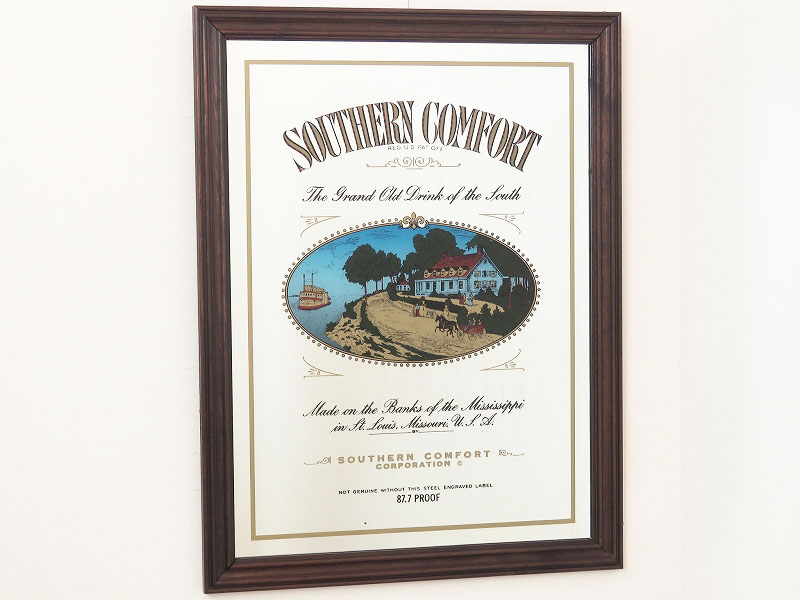 SOUTHERN COMFORT
REG. U.S. PAT. OFF.
The Grand Old Drink of the South
Made on the Banks of the Mississippi
in St. Louis, Missouri, U. S. A.
BY
SOUTHERN COMFORT
CORPORATION ©
NOT GENUINE WITHOUT THIS STEEL ENGRAVED LABEL
87.7 PROOF